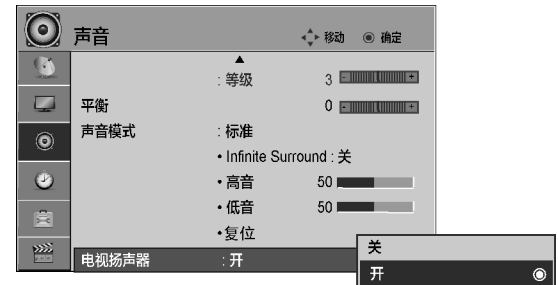 声音 移动 确定
: 等级 3 - +
平衡 0 - +
声音模式 : 标准
• Infinite Surround : 关
• 高音 50
• 低音 50
•复位
电视扬声器 : 开
关
开